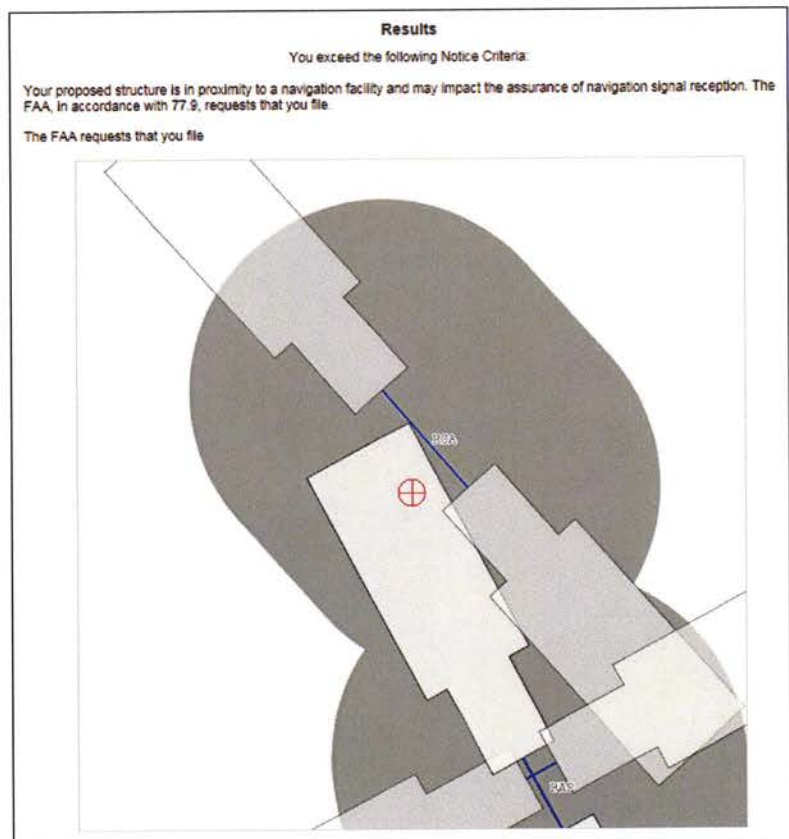 Results
You exceed the following Notice Criteria:
Your proposed structure is in proximity to a navigation facility and may impact the assurance of navigation signal reception. The
FAA, in accordance with 77.9, requests that you file.
The FAA requests that you file